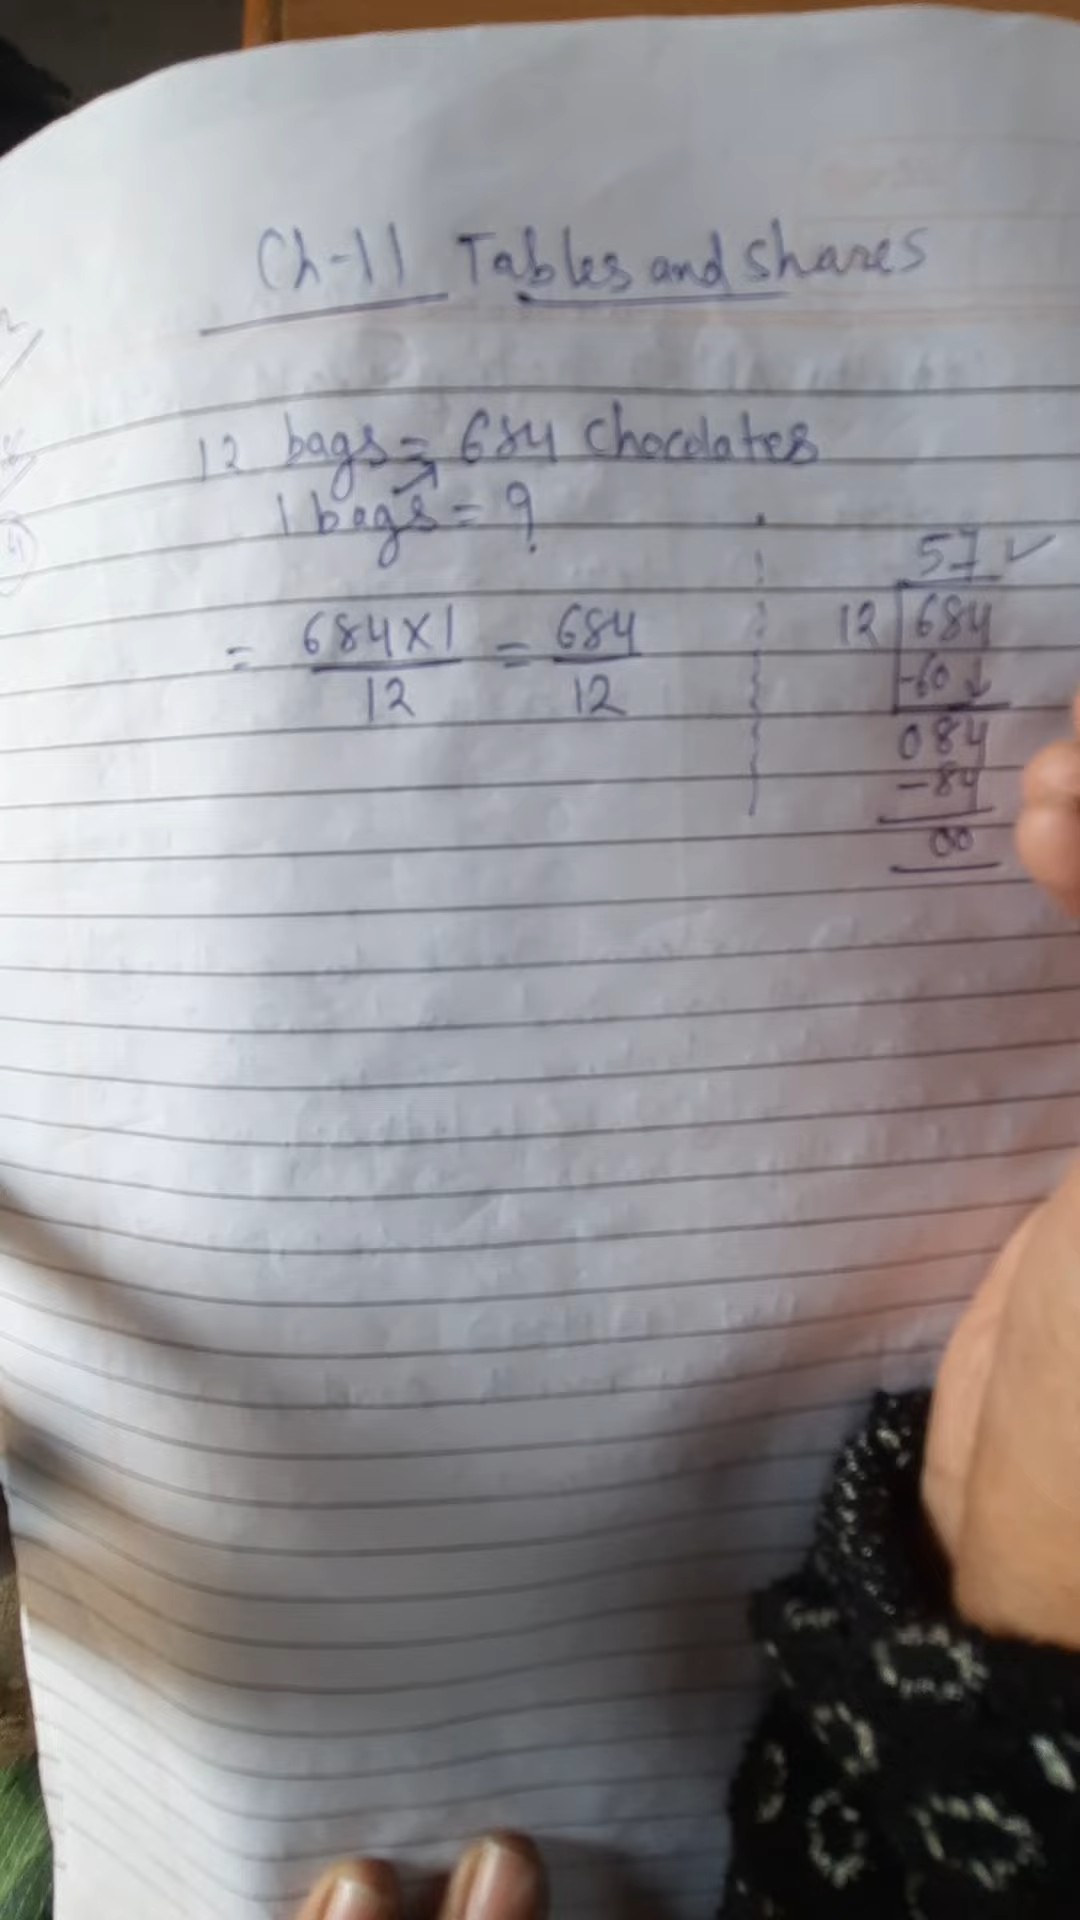 Ch-11 Tables and shares
12 bags = 684 Chocolates
1 bags = ?
= 684×1 = 684
12 12
57 ✓
12 684
-60 ↓
084
-84
00